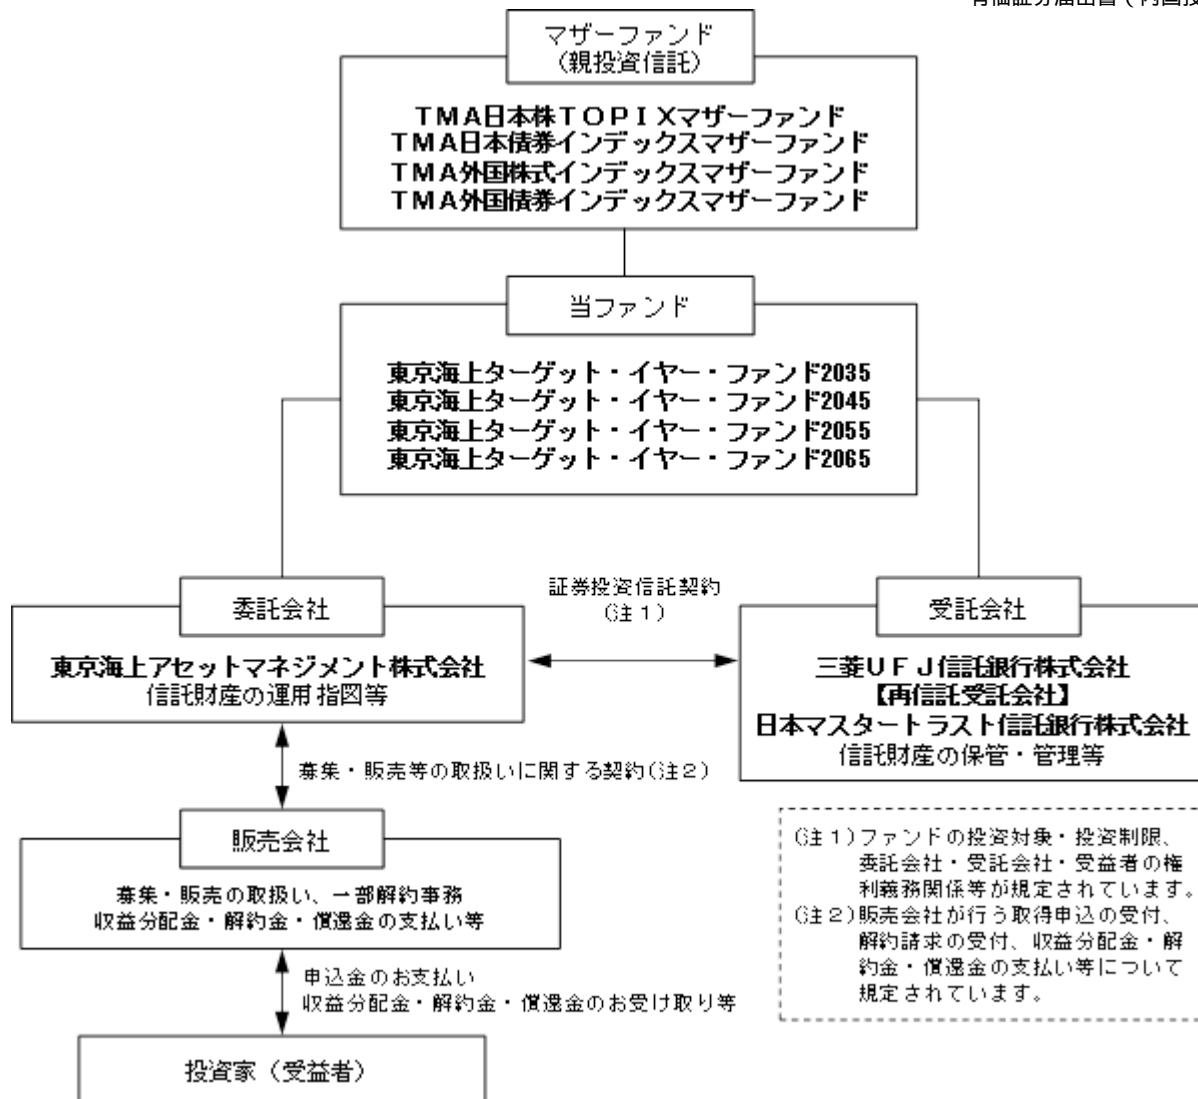 有価証券届出書（内国投
マザーファンド
（親投資信託）
ＴＭＡ日本株ＴＯＰＩＸマザーファンド
ＴＭＡ日本債券インデックスマザーファンド
ＴＭＡ外国株式インデックスマザーファンド
ＴＭＡ外国債券インデックスマザーファンド
当ファンド
東京海上ターゲット・イヤー・ファンド2035
東京海上ターゲット・イヤー・ファンド2045
東京海上ターゲット・イヤー・ファンド2055
東京海上ターゲット・イヤー・ファンド2065
委託会社
東京海上アセットマネジメント株式会社
信託財産の運用指図等
証券投資信託契約
（注１）
受託会社
三菱ＵＦＪ信託銀行株式会社
【再信託受託会社】
日本マスタートラスト信託銀行株式会社
信託財産の保管・管理等
募集・販売等の取扱いに関する契約（注２）
販売会社
募集・販売の取扱い、一部解約事務
収益分配金・解約金・償還金の支払い等
申込金のお支払い
収益分配金・解約金・償還金のお受け取り等
投資家（受益者）
（注１）ファンドの投資対象・投資制限、
委託会社・受託会社・受益者の権
利義務関係等が規定されています。
（注２）販売会社が行う取得申込の受付、
解約請求の受付、収益分配金・解
約金・償還金の支払い等について
規定されています。